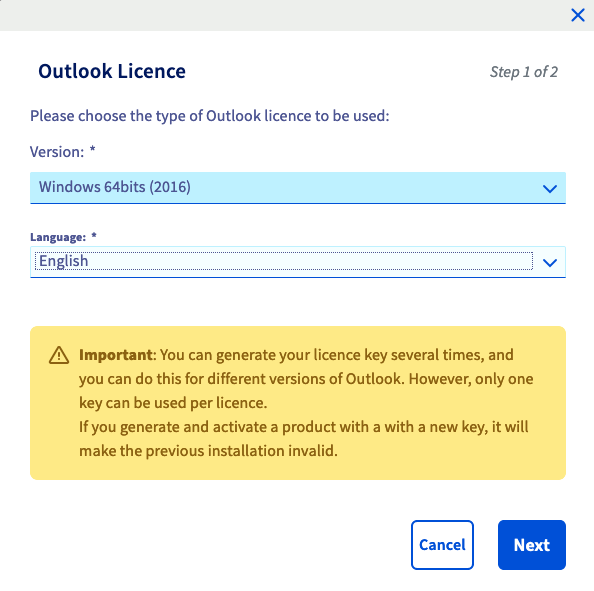 Outlook Licence
Step 1 of 2
Please choose the type of Outlook licence to be used:
Version: *
Windows 64bits (2016)
Language: *
English
Important: You can generate your licence key several times, and
you can do this for different versions of Outlook. However, only one
key can be used per licence.
If you generate and activate a product with a with a new key, it will
make the previous installation invalid.
Cancel
Next